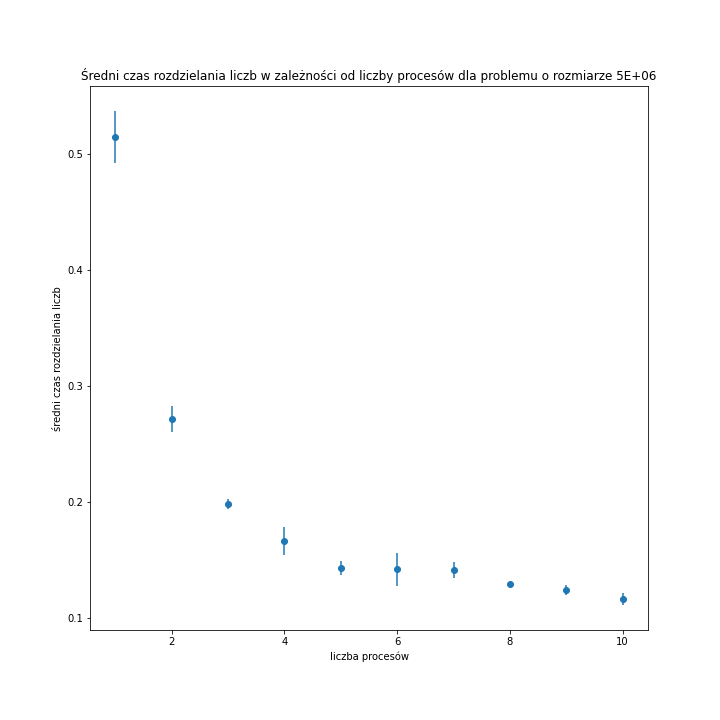 Średni czas rozdzielania liczb w zależności od liczby procesów dla problemu o rozmiarze 5E+06
0.5
0.4
0.3
0.2
0.1
średni czas rozdzielania liczb
2 4 6 8 10
liczba procesów